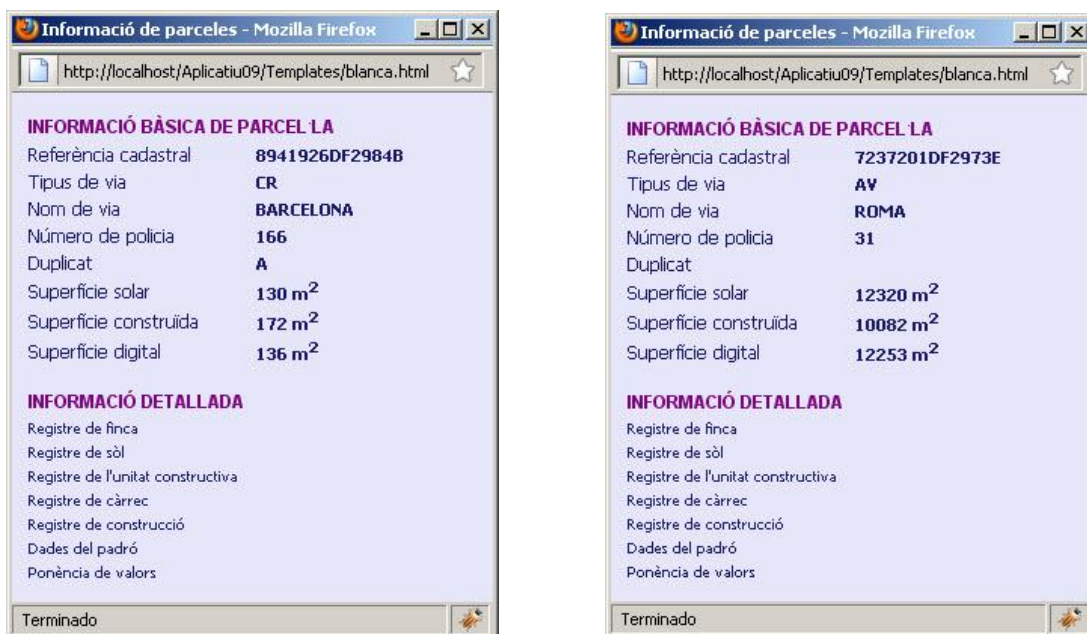 Informació de parceles - Mozilla Firefox
http://localhost/Aplicatiu09/Templates/blanca.html
INFORMACIÓ BÀSICA DE PARCEL·LA
Referència cadastral 8941926DF2984B
Tipus de via CR
Nom de via BARCELONA
Número de policia 166
Duplicat A
Superfície solar 130 m²
Superfície construïda 172 m²
Superfície digital 136 m²
INFORMACIÓ DETALLADA
Registre de finca
Registre de sòl
Registre de l'unitat constructiva
Registre de càrrec
Registre de construcció
Dades del padró
Ponència de valors
Terminado
Informació de parceles - Mozilla Firefox
http://localhost/Aplicatiu09/Templates/blanca.html
INFORMACIÓ BÀSICA DE PARCEL·LA
Referència cadastral 7237201DF2973E
Tipus de via AV
Nom de via ROMA
Número de policia 31
Duplicat
Superfície solar 12320 m²
Superfície construïda 10082 m²
Superfície digital 12253 m²
INFORMACIÓ DETALLADA
Registre de finca
Registre de sòl
Registre de l'unitat constructiva
Registre de càrrec
Registre de construcció
Dades del padró
Ponència de valors
Terminado